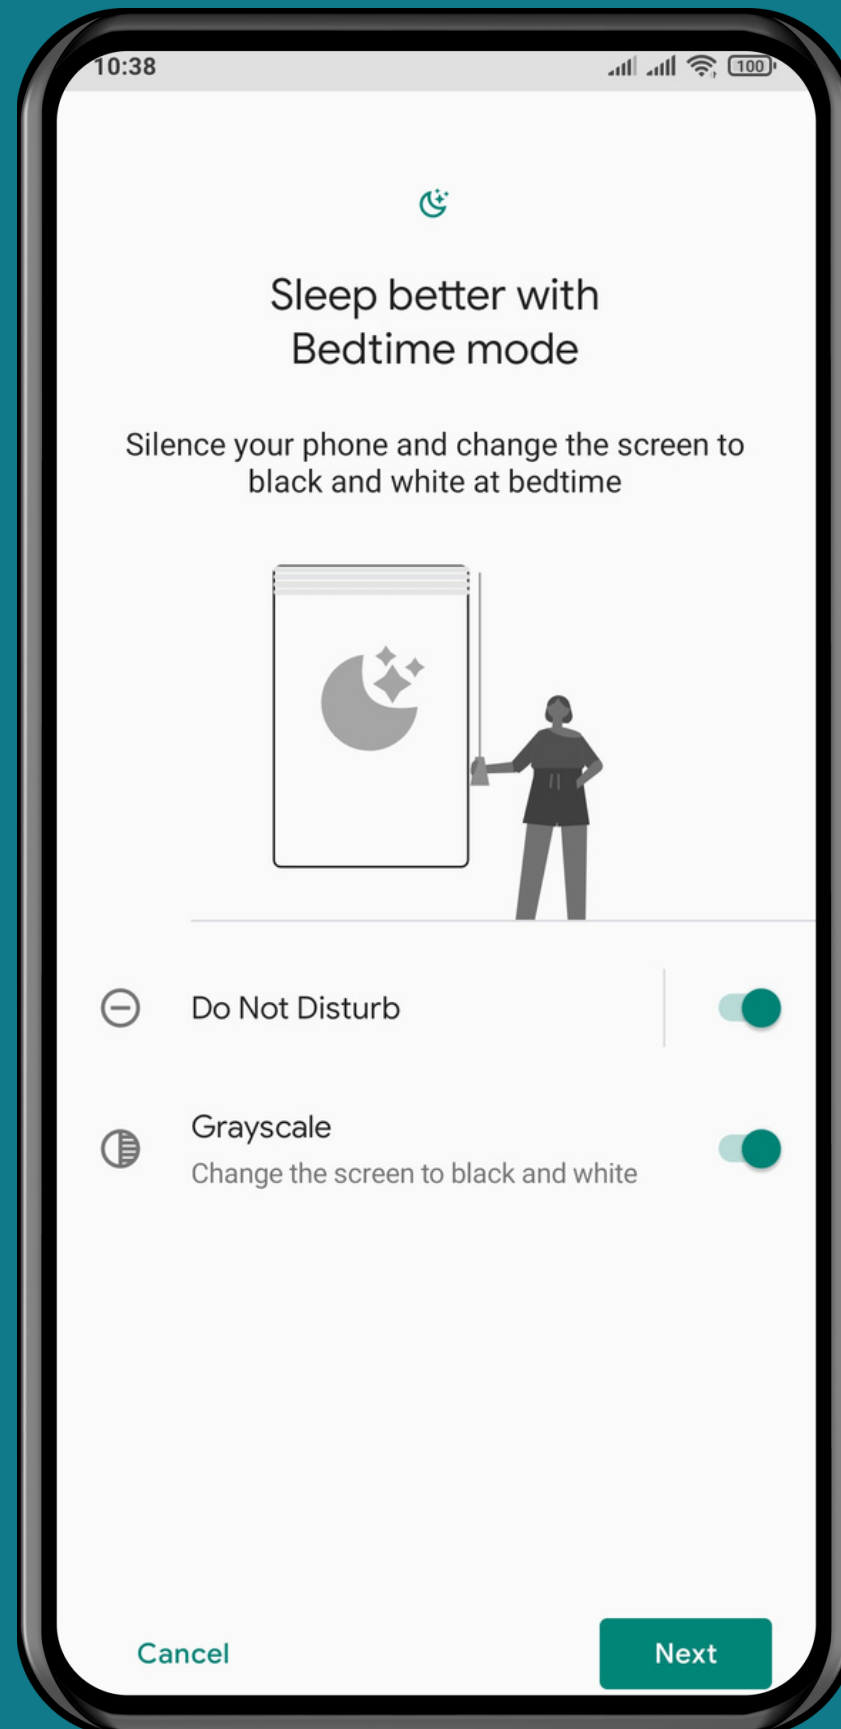 10:38
100
Sleep better with
Bedtime mode
Silence your phone and change the screen to
black and white at bedtime
Do Not Disturb
Grayscale
Change the screen to black and white
Cancel
Next